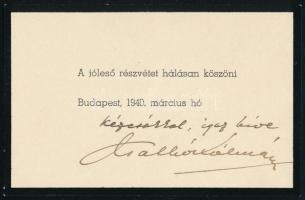 A jóleső részvétet hálásan köszöni
Budapest, 1940. március hó
kézcsókkal, igaz híve
Csathó Kálmán